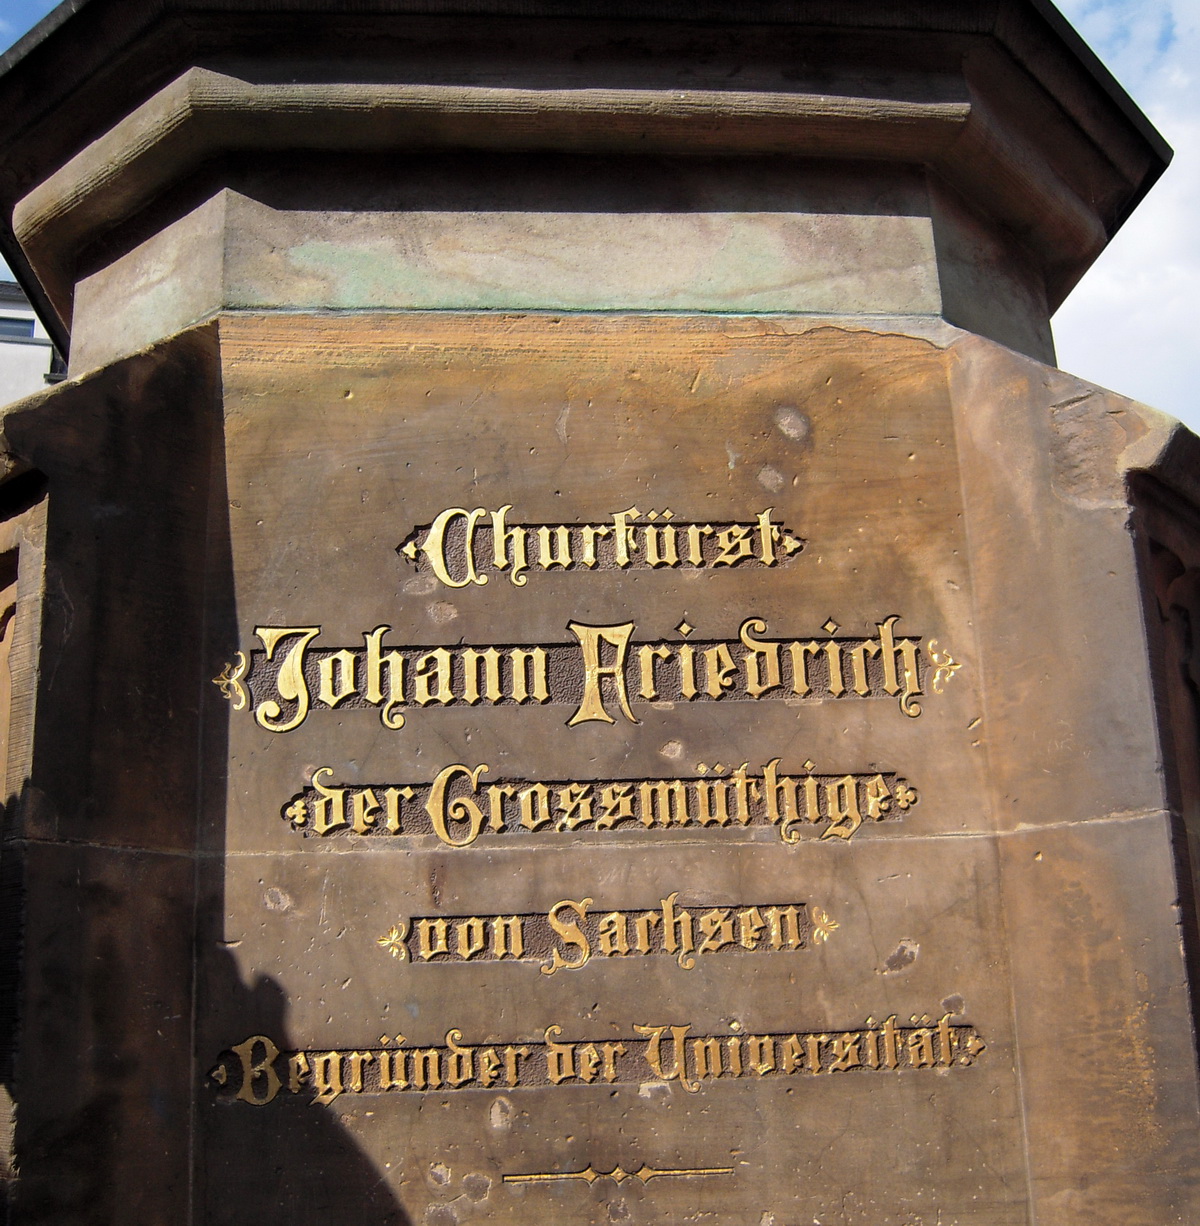 Churfürst
Johann Friedrich
der Grossmüthige
von Sachsen
Begründer der Universität